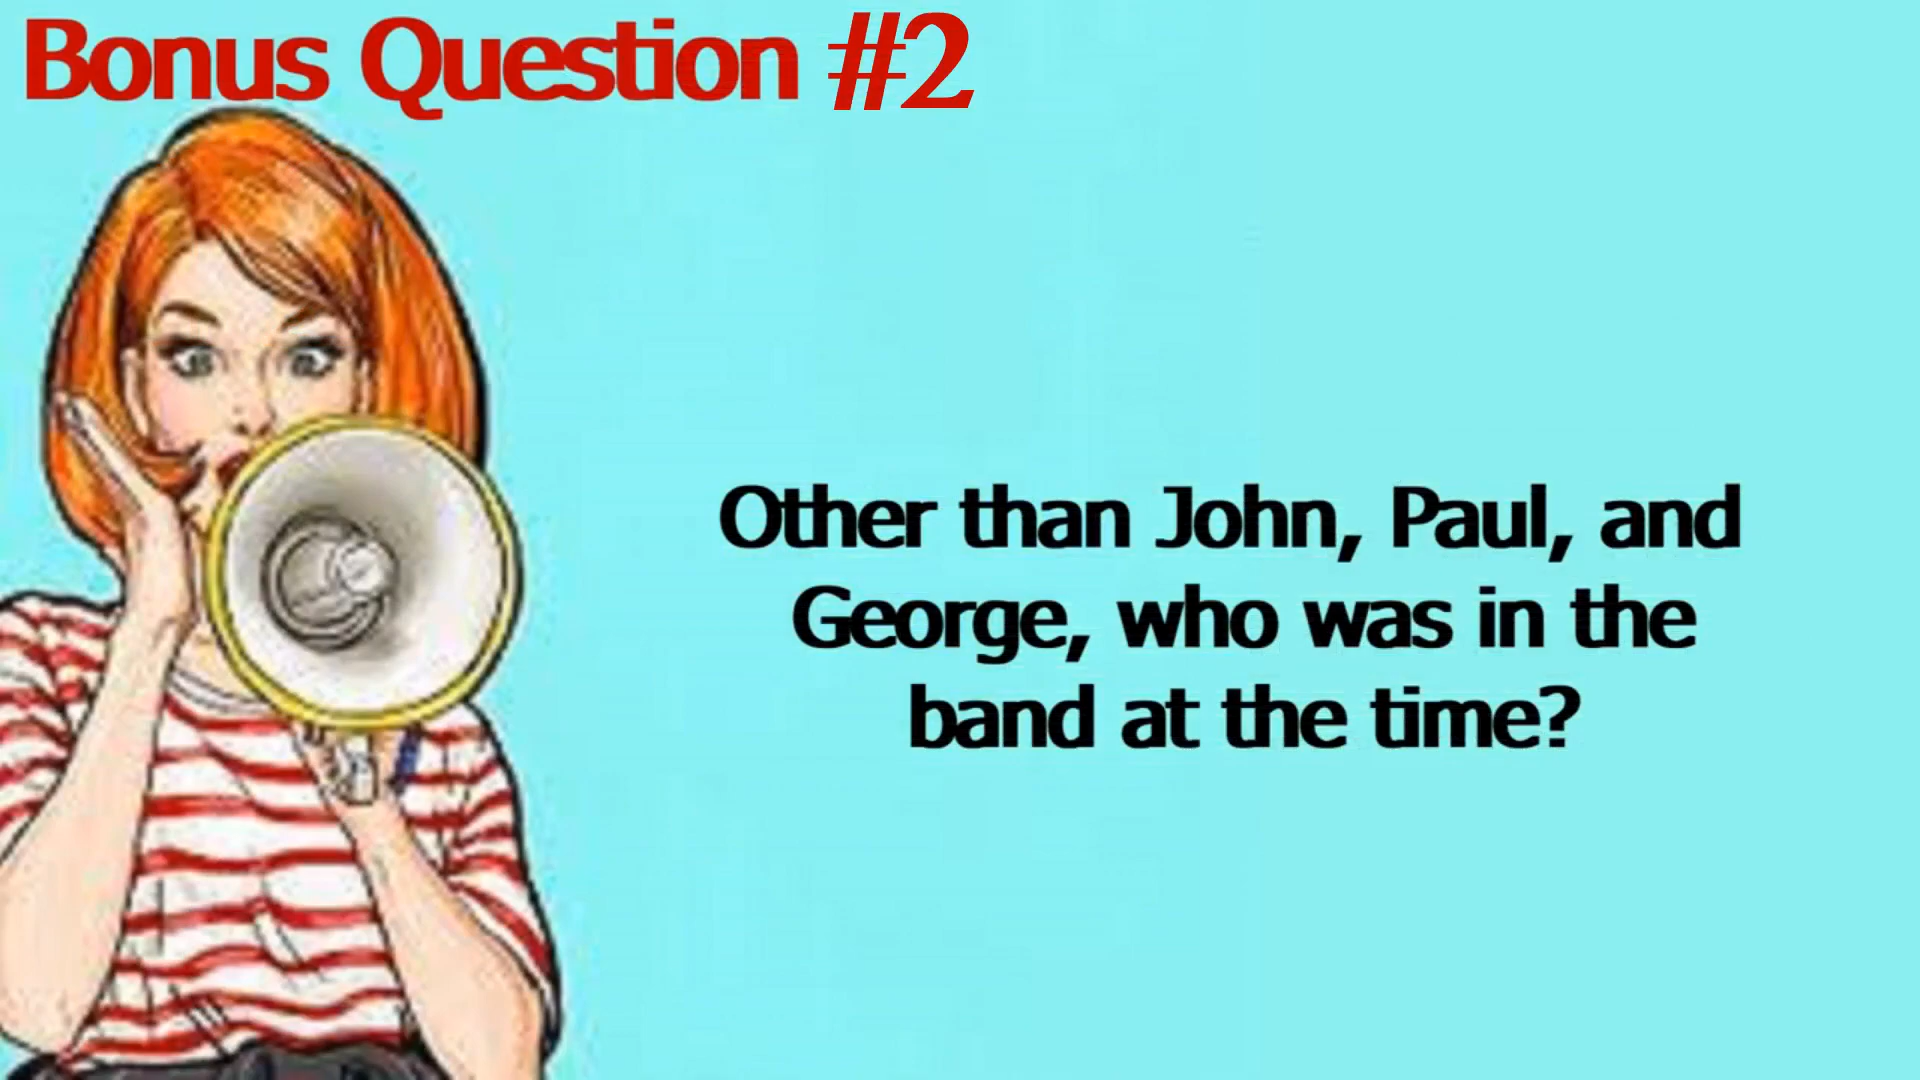 Bonus Question #2
Other than John, Paul, and
George, who was in the
band at the time?